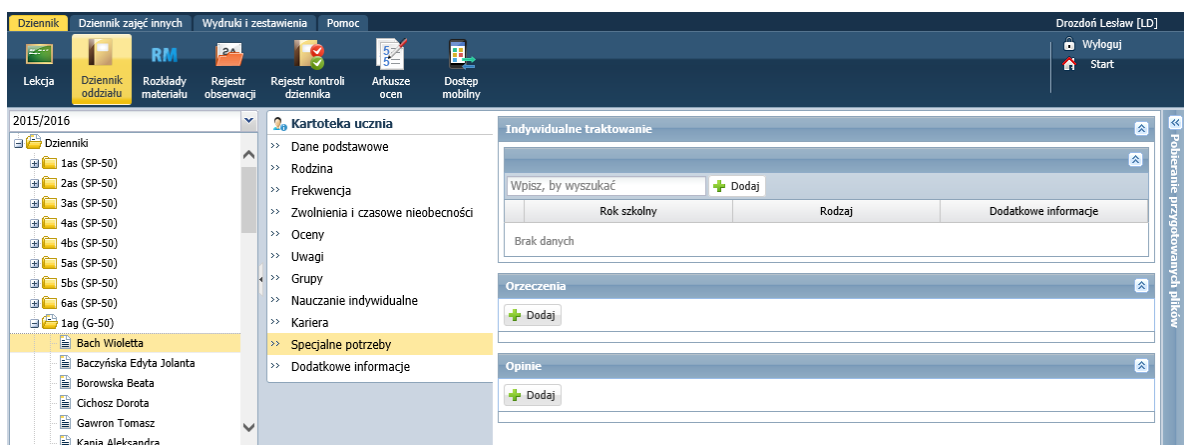 Dziennik
Dziennik zajęć innych
Wydruki i zestawienia
Pomoc
Drozdoń Lesław [LD]
Lekcja
Dziennik oddziału
RM
Rozkłady materiału
Rejestr obserwacji
Rejestr kontroli dziennika
Arkusze ocen
Dostęp mobilny
Wyloguj
Start
2015/2016
Dzienniki
1as (SP-50)
2as (SP-50)
3as (SP-50)
4as (SP-50)
4bs (SP-50)
5as (SP-50)
5bs (SP-50)
6as (SP-50)
1ag (G-50)
Bach Wioletta
Baczyńska Edyta Jolanta
Borowska Beata
Cichosz Dorota
Gawron Tomasz
Kania Aleksandra
Kartoteka ucznia
Dane podstawowe
Rodzina
Frekwencja
Zwolnienia i czasowe nieobecności
Oceny
Uwagi
Grupy
Nauczanie indywidualne
Kariera
Specjalne potrzeby
Dodatkowe informacje
Indywidualne traktowanie
Wpisz, by wyszukać
Dodaj
Rok szkolny
Rodzaj
Dodatkowe informacje
Brak danych
Orzeczenia
Dodaj
Opinie
Dodaj
Pobieranie przygotowanych plików